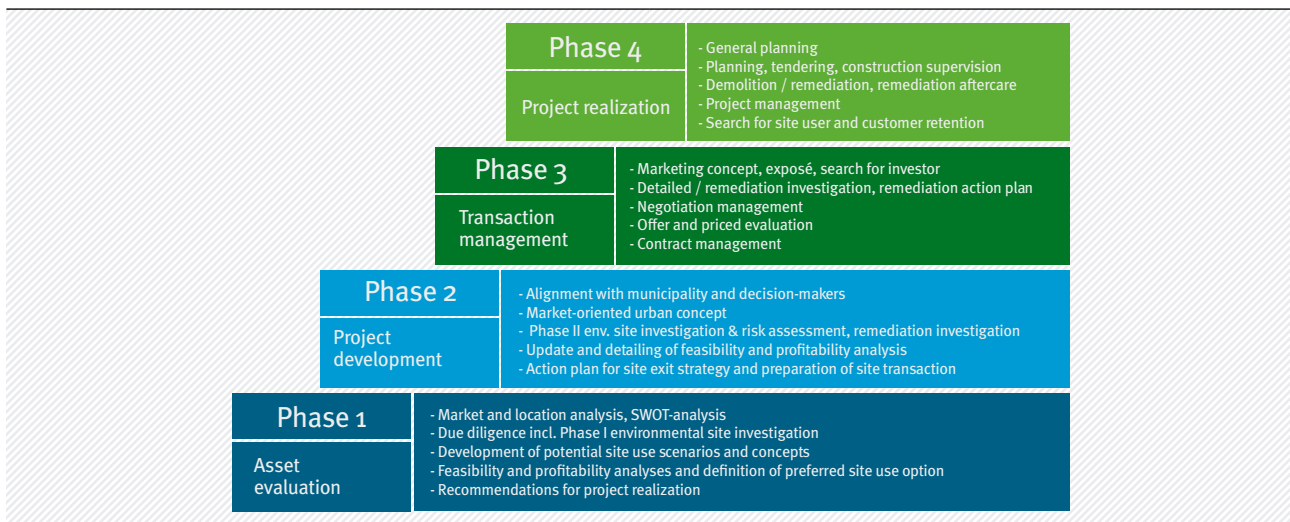 Phase 4
Project realization
- General planning
- Planning, tendering, construction supervision
- Demolition / remediation, remediation aftercare
- Project management
- Search for site user and customer retention
Phase 3
Transaction
management
- Marketing concept, exposé, search for investor
- Detailed / remediation investigation, remediation action plan
- Negotiation management
- Offer and priced evaluation
- Contract management
Phase 2
Project
development
- Alignment with municipality and decision-makers
- Market-oriented urban concept
- Phase II env. site investigation & risk assessment, remediation investigation
- Update and detailing of feasibility and profitability analysis
- Action plan for site exit strategy and preparation of site transaction
Phase 1
Asset
evaluation
- Market and location analysis, SWOT-analysis
- Due diligence incl. Phase I environmental site investigation
- Development of potential site use scenarios and concepts
- Feasibility and profitability analyses and definition of preferred site use option
- Recommendations for project realization